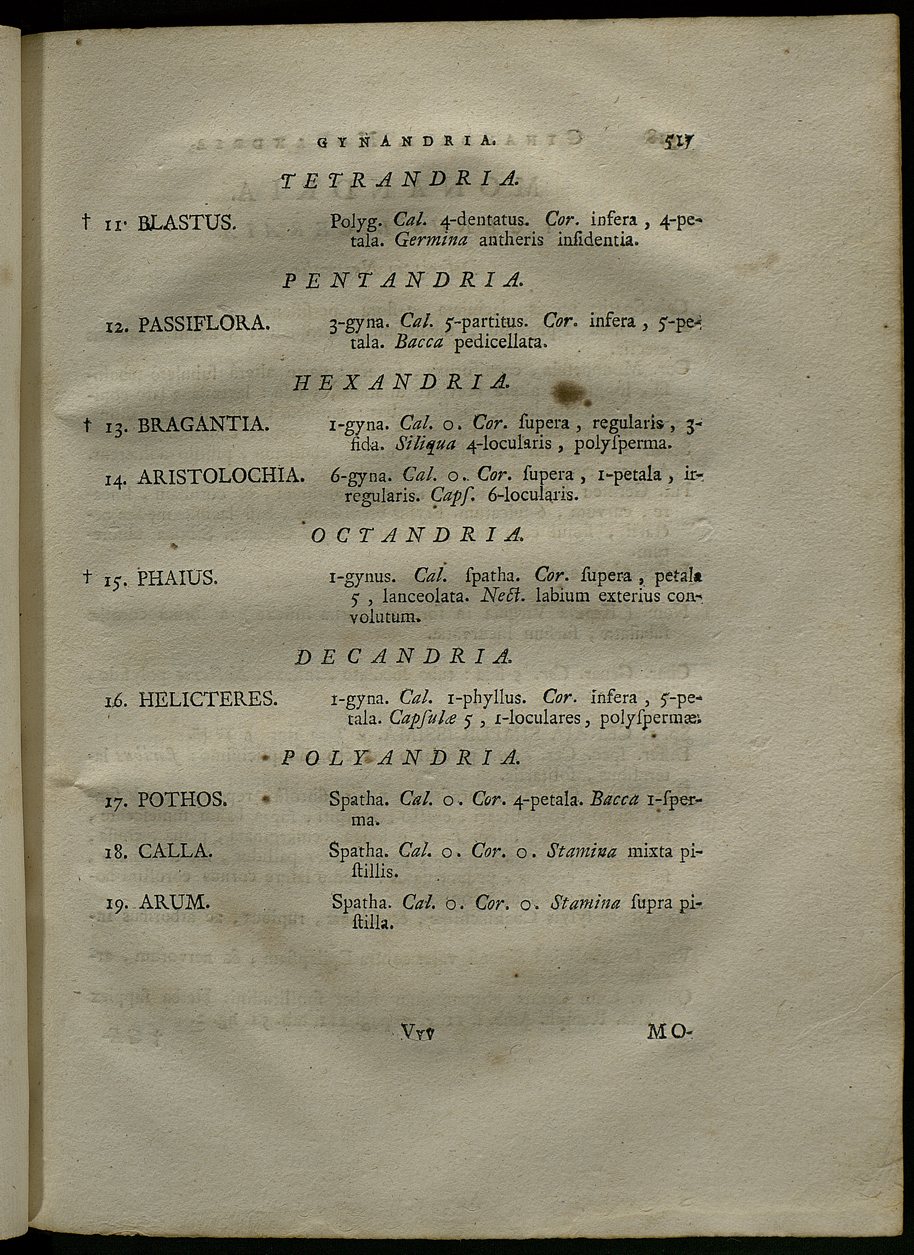 GYNANDRIA. 517
TETRANDRIA.
† 11. BLASTUS. Polyg. Cal. 4-dentatus. Cor. infera , 4-pe-
tala. Germina antheris inſidentia.
PENTANDRIA.
12. PASSIFLORA. 3-gyna. Cal. 5-partitus. Cor. infera , 5-pe-
tala. Bacca pedicellata.
HEXANDRIA.
† 13. BRAGANTIA. 1-gyna. Cal. o. Cor. ſupera , regularis , 3-
fida. Siliqua 4-locularis , polyſperma.
14. ARISTOLOCHIA. 6-gyna. Cal. o. Cor. ſupera , 1-petala , ir-
regularis. Capſ. 6-locularis.
OCTANDRIA.
† 15. PHAIUS. 1-gynus. Cal. ſpatha. Cor. ſupera , petala
5 , lanceolata. Nect. labium exterius con-
volutum.
DECANDRIA.
16. HELICTERES. 1-gyna. Cal. 1-phyllus. Cor. infera , 5-pe-
tala. Capſulæ 5 , 1-loculares , polyſpermæ.
POLYANDRIA.
17. POTHOS. Spatha. Cal. o. Cor. 4-petala. Bacca 1-ſper-
ma.
18. CALLA. Spatha. Cal. o. Cor. o. Stamina mixta pi-
ſtillis.
19. ARUM. Spatha. Cal. o. Cor. o. Stamina ſupra pi-
ſtilla.
Vvv MO-